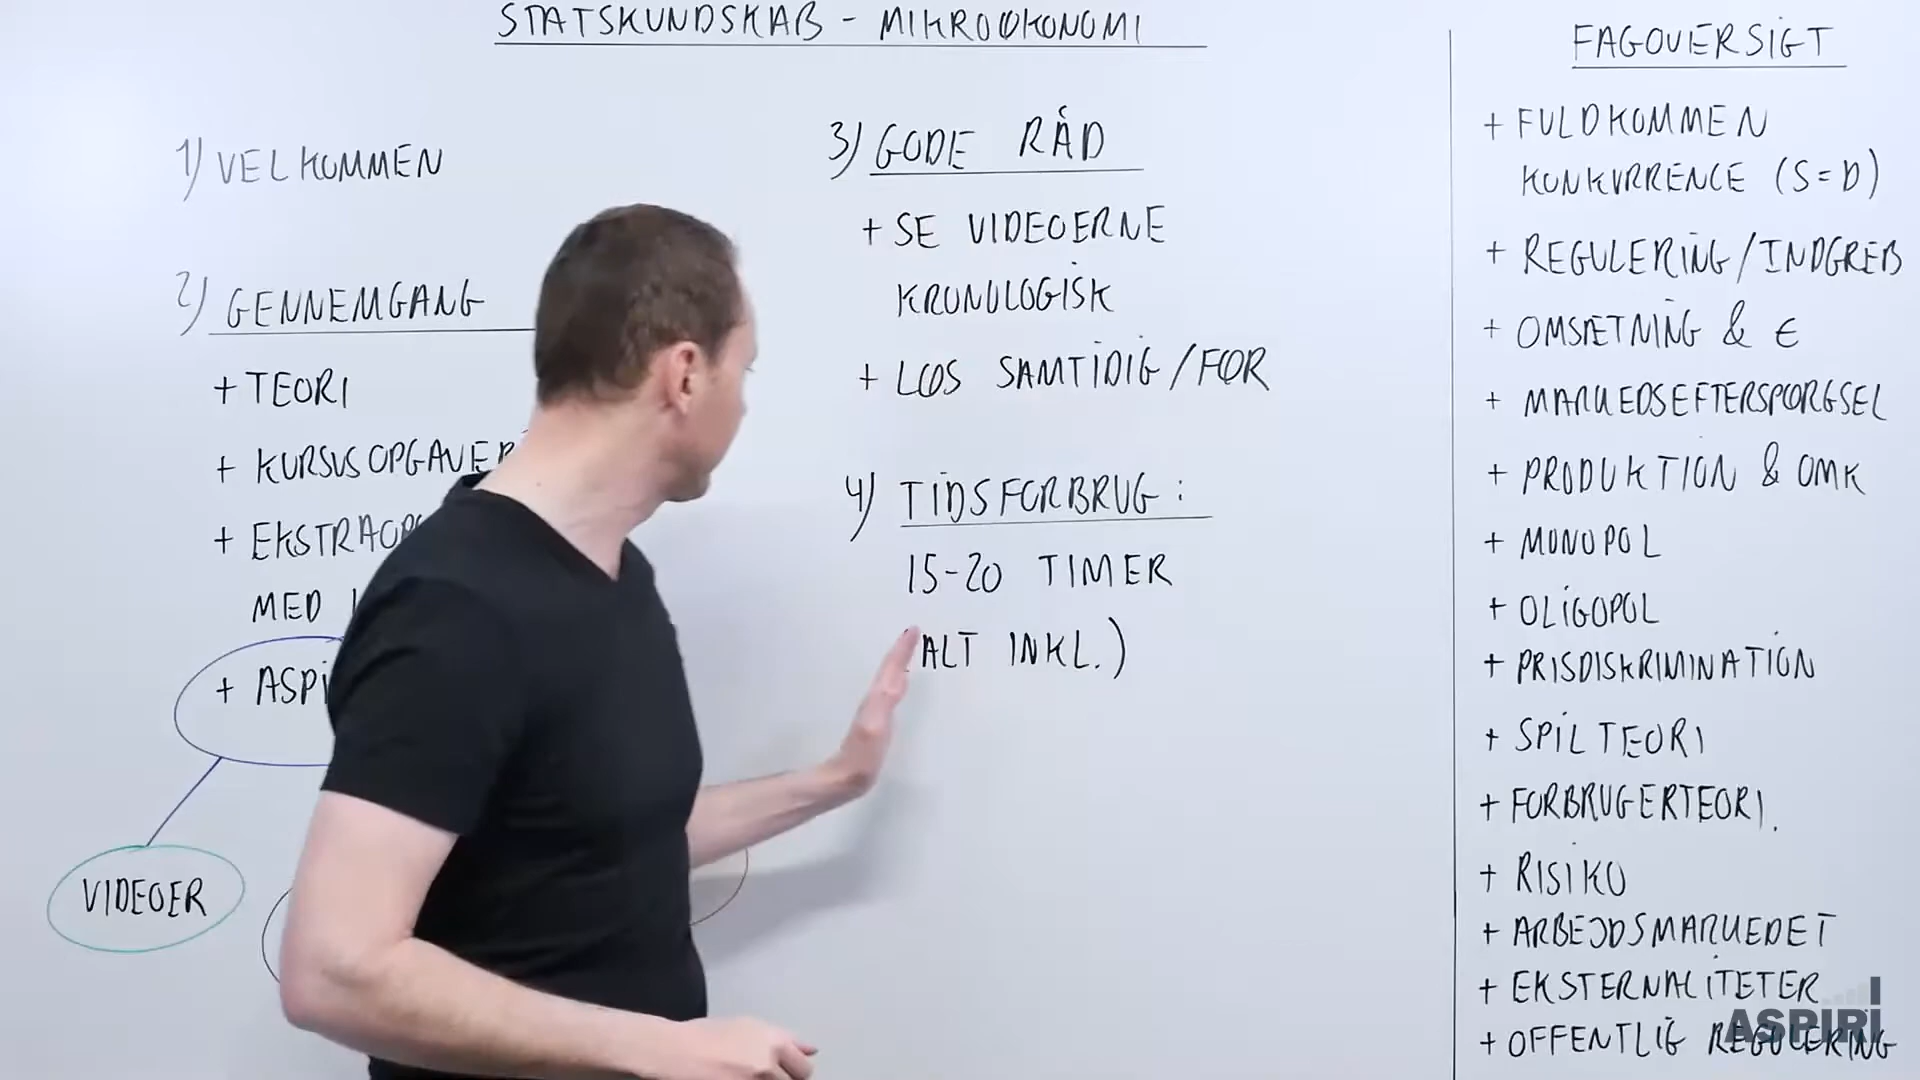 STATSKUNDSKAB - MIKROØKONOMI
1) VELKOMMEN
2) GENNEMGANG
+ TEORI
+ KURSUSOPGAVER
+
MED
+
VIDEOER
3) GODE RÅD
+ SE VIDEOERNE
KRONOLOGISK
+ LØS SAMTIDIG/FØR
4) TIDSFORBRUG:
15-20 TIMER
(ALT INKL.)
FAGOVERSIGT
+ FULDKOMMEN
KONKURRENCE (S=D)
+ REGULERING/INDGREB
+ OMSÆTNING & ϵ
+ MARKEDSEFTERSPØRGSEL
+ PRODUKTION & OMK
+ MONOPOL
+ OLIGOPOL
+ PRISDISKRIMINATION
+ SPILTEORI
+ FORBRUGERTEORI.
+ RISIKO
+ ARBEJDSMARKEDET
+ EKSTERNALITETER
+ OFFENTLIG REGULERING
ASPIRI